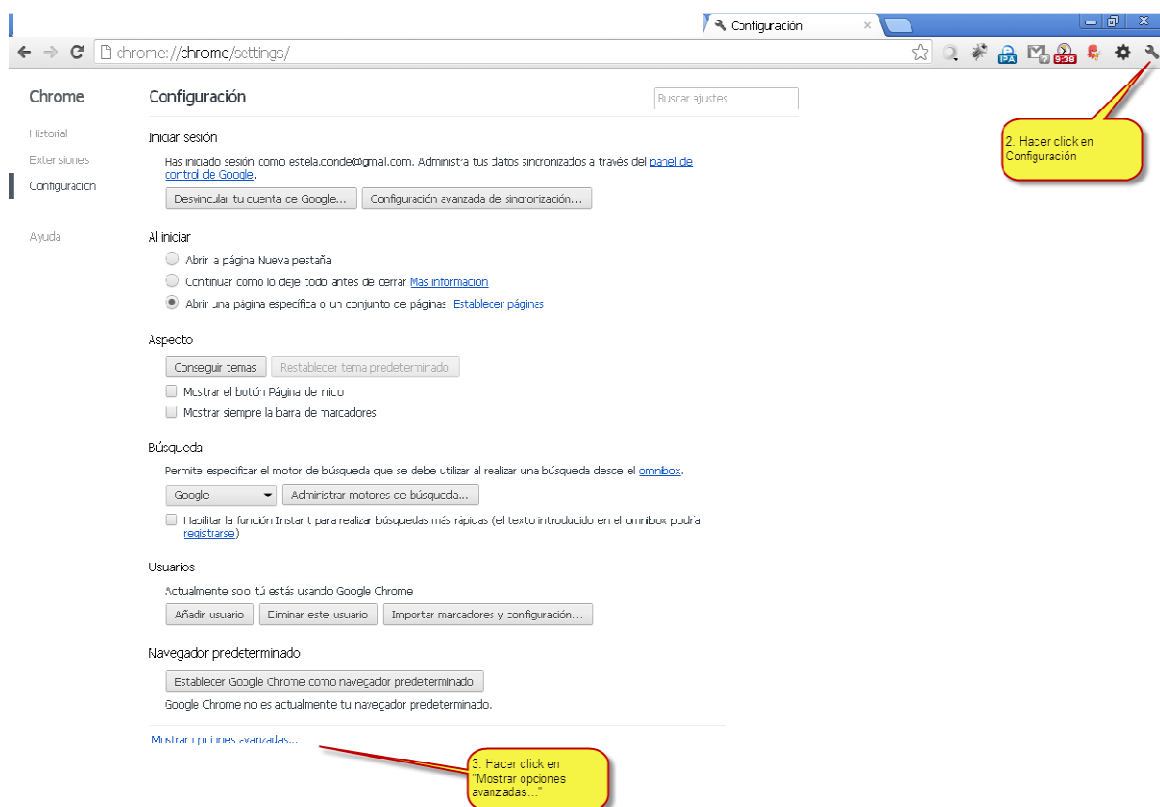 Configuración
chrome://chrome/settings/
IPA
?
9:38
Chrome
Configuración
Buscar ajustes
2. Hacer click en
Configuración
Historial
Extensiones
Configuración
Ayuda
Iniciar sesión
Has iniciado sesión como estela.conde@gmail.com. Administra tus datos sincronizados a través del panel de
control de Google.
Desvincular tu cuenta de Google...
Configuración avanzada de sincronización...
Al iniciar
Abrir la página Nueva pestaña
Continuar como lo dejé todo antes de cerrar Más información
Abrir una página específica o un conjunto de páginas Establecer páginas
Aspecto
Conseguir temas
Restablecer tema predeterminado
Mostrar el botón Página de inicio
Mostrar siempre la barra de marcadores
Búsqueda
Permite especificar el motor de búsqueda que se debe utilizar al realizar una búsqueda desde el omnibox.
Google
Administrar motores de búsqueda...
Habilitar la función Instant para realizar búsquedas más rápicas (el texto introducido en el omnibox podría
registrarse)
Usuarios
Actualmente solo tú estás usando Google Chrome
Añadir usuario
Eliminar este usuario
Importar marcadores y configuración...
Navegador predeterminado
Establecer Google Chrome como navegador predeterminado
Google Chrome no es actualmente tu navegador predeterminado.
Mostrar opciones avanzadas...
3. Hacer click en
"Mostrar opciones
avanzadas..."